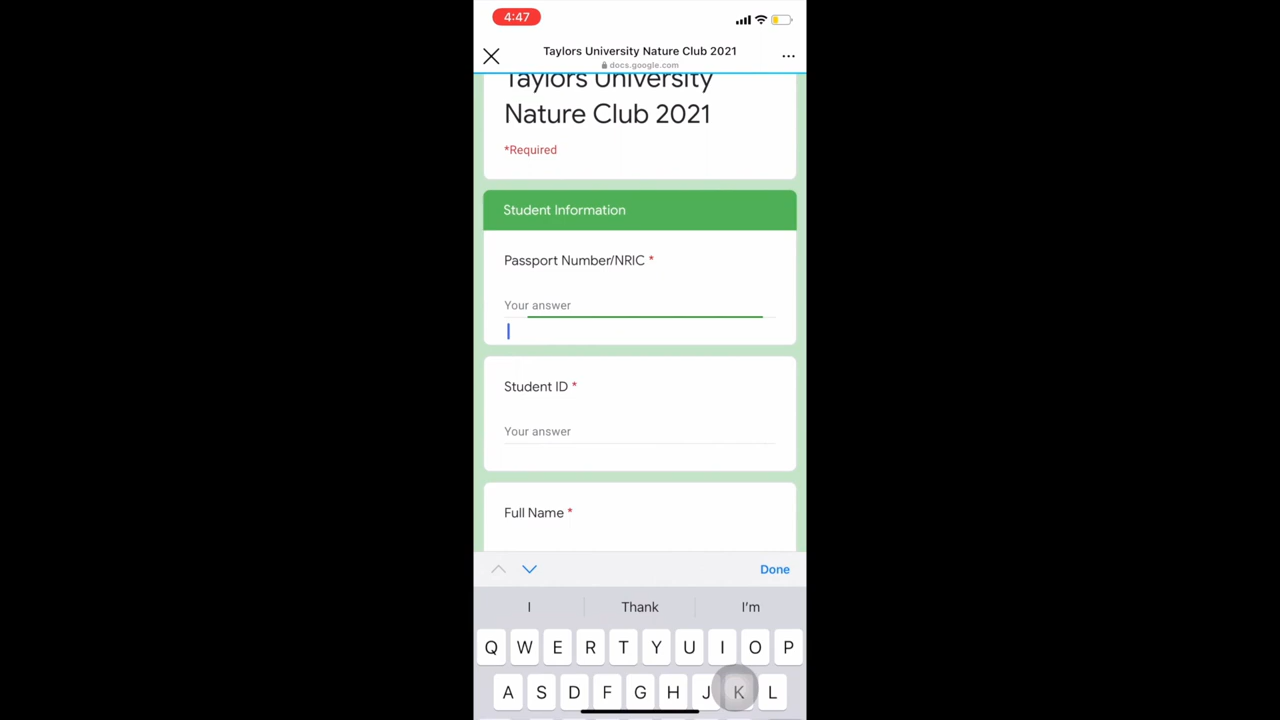 4:47
Taylors University Nature Club 2021
docs.google.com
Taylors University
Nature Club 2021
*Required
Student Information
Passport Number/NRIC *
Your answer
Student ID *
Your answer
Full Name *
Done
I Thank I'm
Q W E R T Y U I O P
A S D F G H J K L